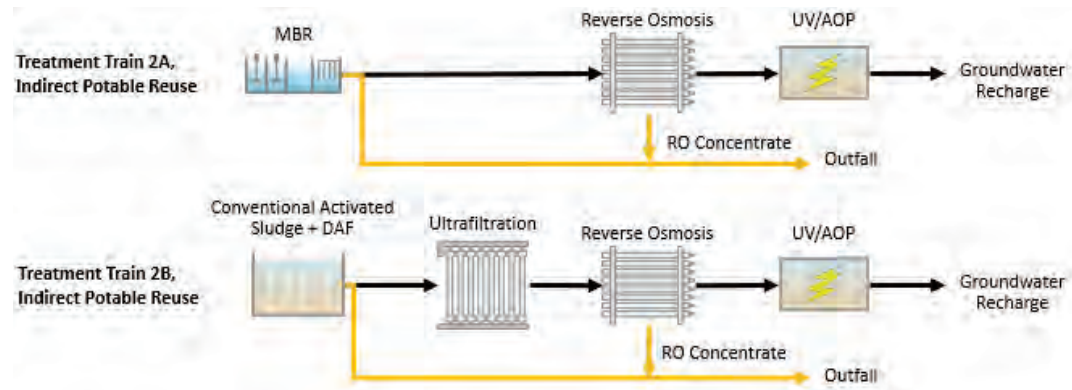 Treatment Train 2A,
Indirect Potable Reuse
MBR
Reverse Osmosis
UV/AOP
Groundwater
Recharge
RO Concentrate
Outfall
Treatment Train 2B,
Indirect Potable Reuse
Conventional Activated
Sludge + DAF
Ultrafiltration
Reverse Osmosis
UV/AOP
Groundwater
Recharge
RO Concentrate
Outfall